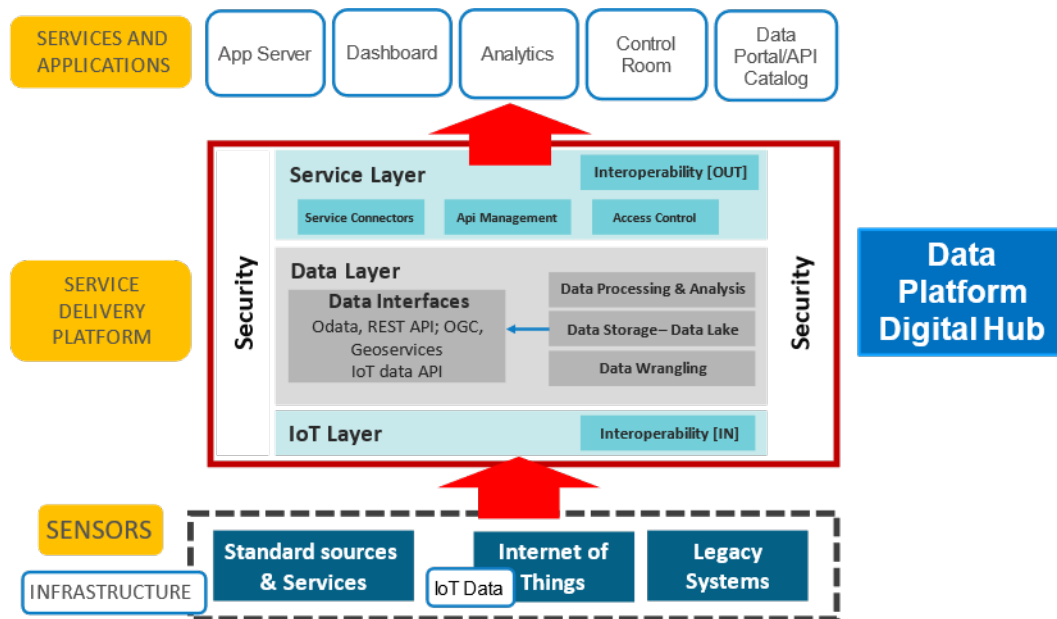 SERVICES AND
APPLICATIONS
App Server
Dashboard
Analytics
Control
Room
Data
Portal/API
Catalog
SERVICE
DELIVERY
PLATFORM
Security
Service Layer
Interoperability [OUT]
Service Connectors
Api Management
Access Control
Data Layer
Data Interfaces
Odata, REST API; OGC,
Geoservices
IoT data API
Data Processing & Analysis
Data Storage– Data Lake
Data Wrangling
IoT Layer
Interoperability [IN]
Security
Data
Platform
Digital Hub
SENSORS
INFRASTRUCTURE
Standard sources
& Services
IoT Data
Internet of
Things
Legacy
Systems